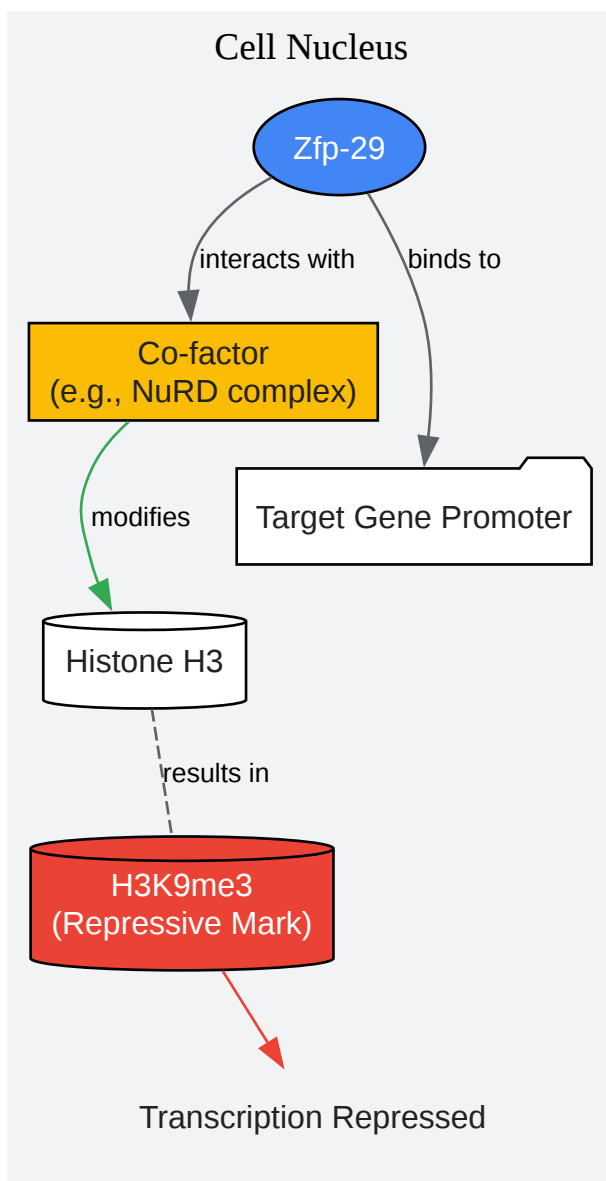 Cell Nucleus
Zfp-29
interacts with
binds to
Co-factor
(e.g., NuRD complex)
modifies
Target Gene Promoter
Histone H3
results in
H3K9me3
(Repressive Mark)
Transcription Repressed